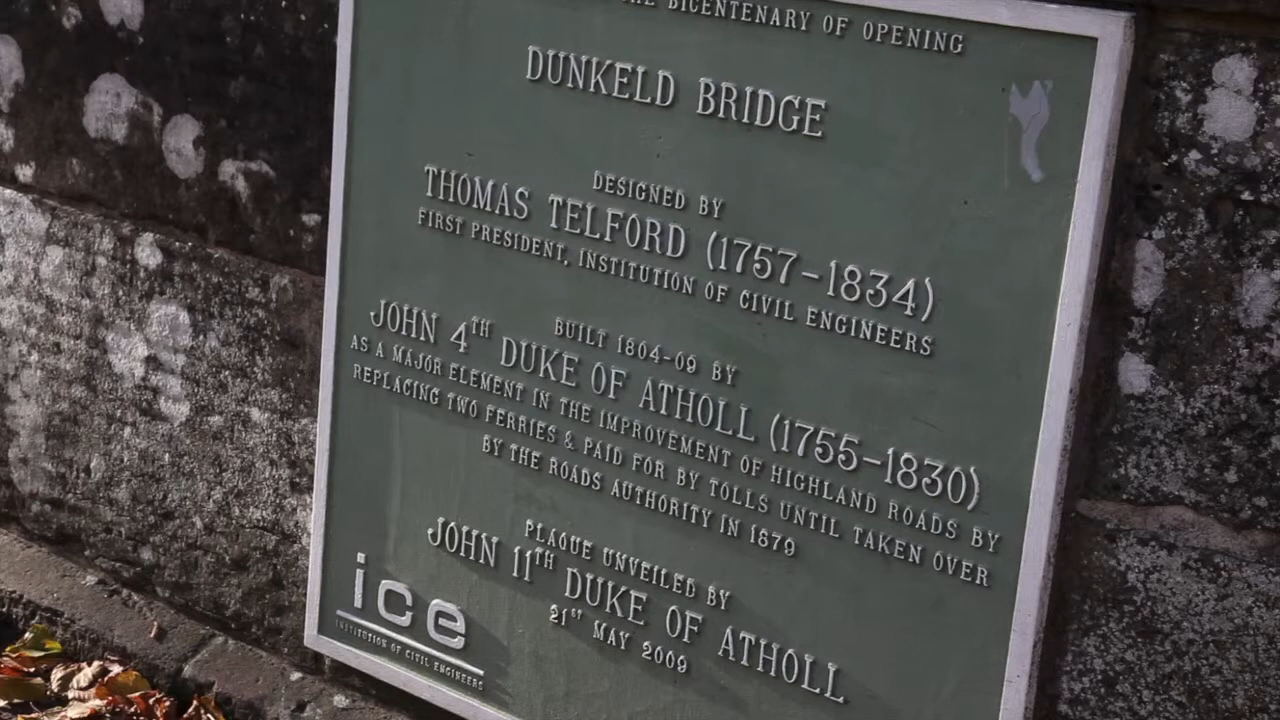 BICENTENARY OF OPENING
DUNKELD BRIDGE
DESIGNED BY
THOMAS TELFORD (1757-1834)
FIRST PRESIDENT, INSTITUTION OF CIVIL ENGINEERS
BUILT 1804-09 BY
JOHN 4TH DUKE OF ATHOLL (1755-1830)
AS A MAJOR ELEMENT IN THE IMPROVEMENT OF HIGHLAND ROADS BY
REPLACING TWO FERRIES & PAID FOR BY TOLLS UNTIL TAKEN OVER
BY THE ROADS AUTHORITY IN 1879
PLAQUE UNVEILED BY
JOHN 11TH DUKE OF ATHOLL
21ST MAY 2009
ice
INSTITUTION OF CIVIL ENGINEERS